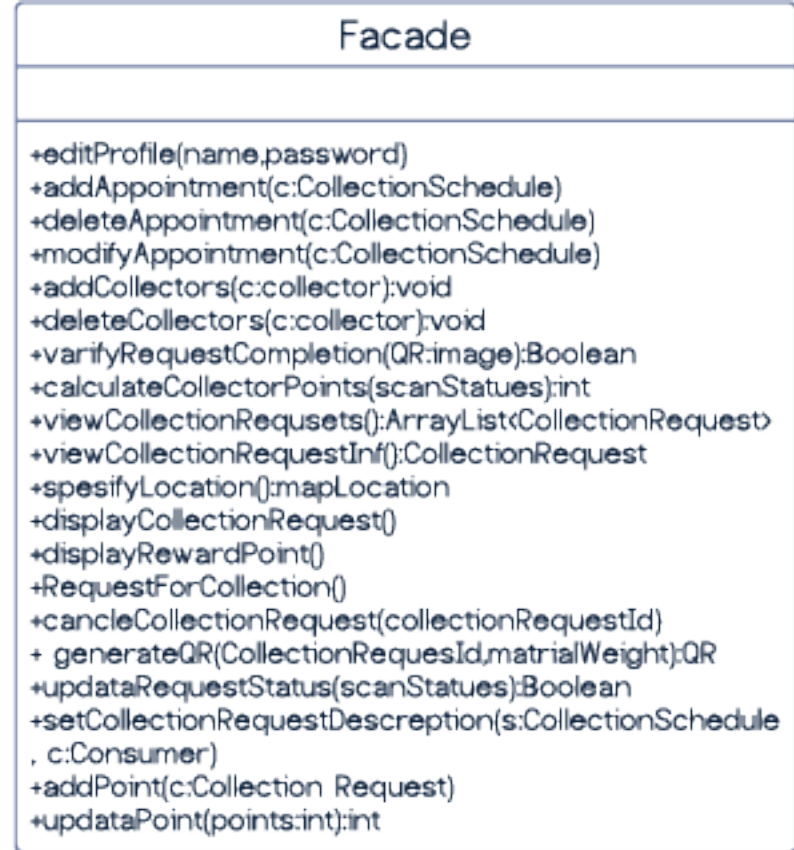 Facade
+editProfile(name,password)
+addAppointment(c:CollectionSchedule)
+deleteAppointment(c:CollectionSchedule)
+modifyAppointment(c:CollectionSchedule)
+addCollectors(c:collector):void
+deleteCollectors(c:collector):void
+varifyRequestCompletion(QR:image):Boolean
+calculateCollectorPoints(scanStatues):int
+viewCollectionRequsets():ArrayList<CollectionRequest>
+viewCollectionRequestInf():CollectionRequest
+spesifyLocation():mapLocation
+displayCollectionRequest()
+displayRewardPoint()
+RequestForCollection()
+cancleCollectionRequest(collectionRequestId)
+ generateQR(CollectionRequesId,matrialWeight):QR
+updataRequestStatus(scanStatues):Boolean
+setCollectionRequestDescreption(s:CollectionSchedule
, c:Consumer)
+addPoint(c:Collection Request)
+updataPoint(points:int):int